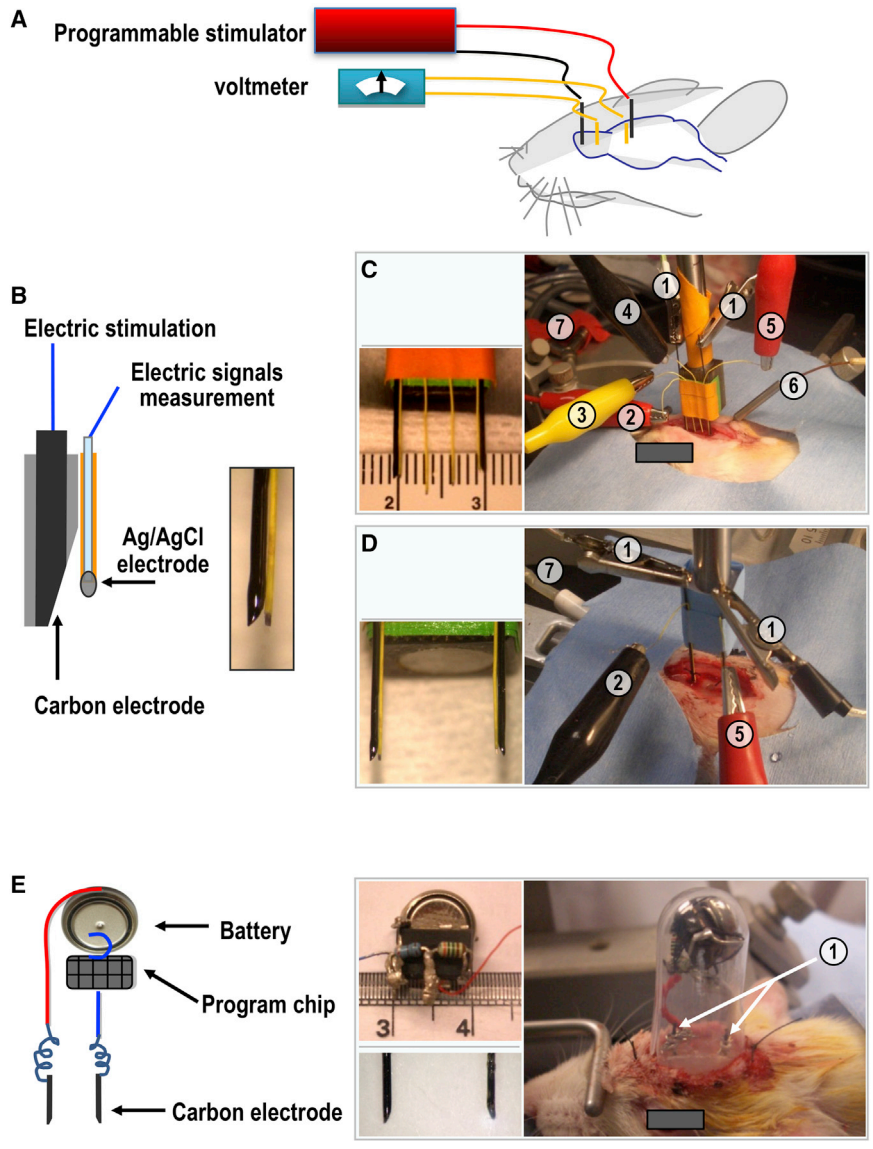 A
Programmable stimulator
voltmeter
B
Electric stimulation
Electric signals
measurement
Ag/AgCl
electrode
Carbon electrode
C
2
3
1
1
4
5
7
6
3
2
D
1
7
1
2
5
E
Battery
Program chip
Carbon electrode
3
4
1